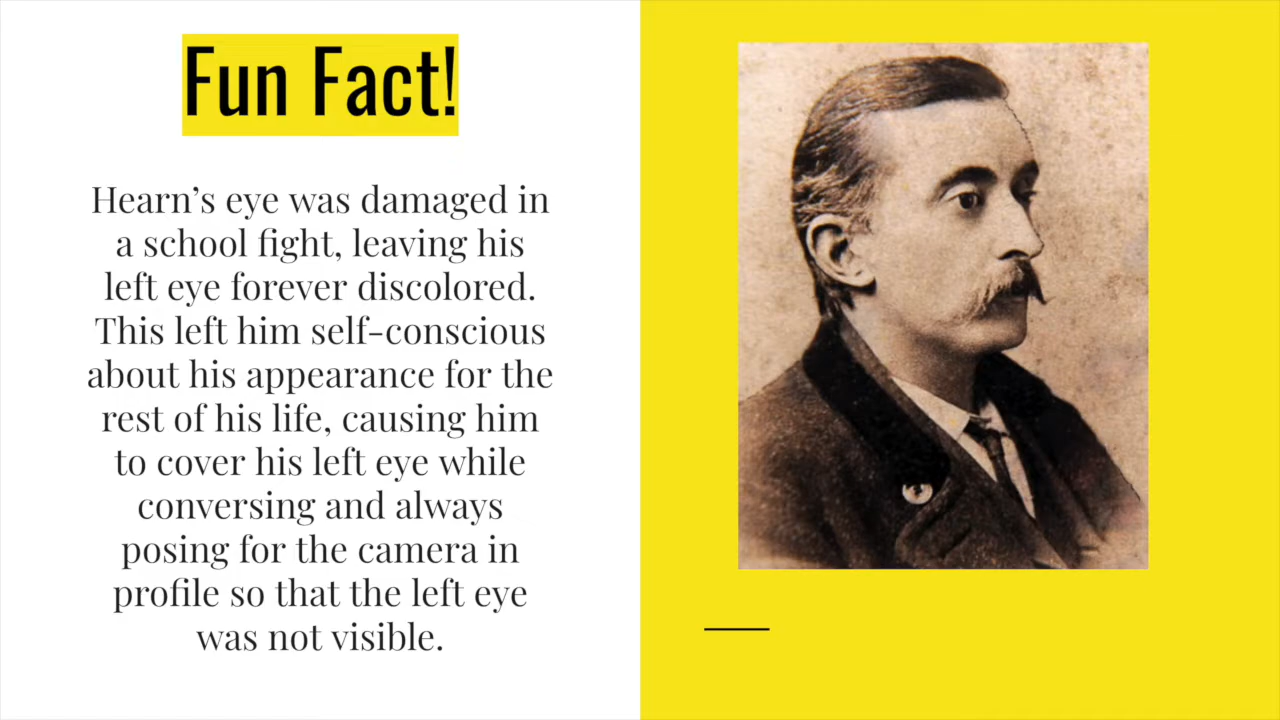 Fun Fact!
Hearn’s eye was damaged in
a school fight, leaving his
left eye forever discolored.
This left him self-conscious
about his appearance for the
rest of his life, causing him
to cover his left eye while
conversing and always
posing for the camera in
profile so that the left eye
was not visible.